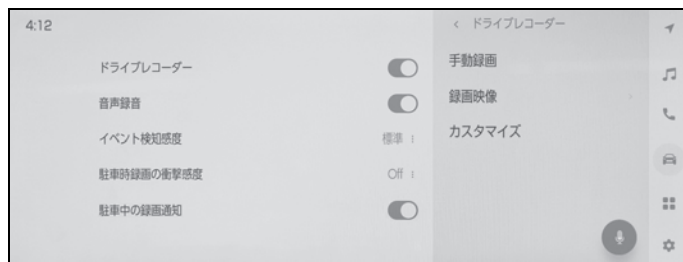 4:12
ドライブレコーダー
音声録音
イベント検知感度 標準
駐車時録画の衝撃感度 Off
駐車中の録画通知
< ドライブレコーダー
手動録画
録画映像
カスタマイズ